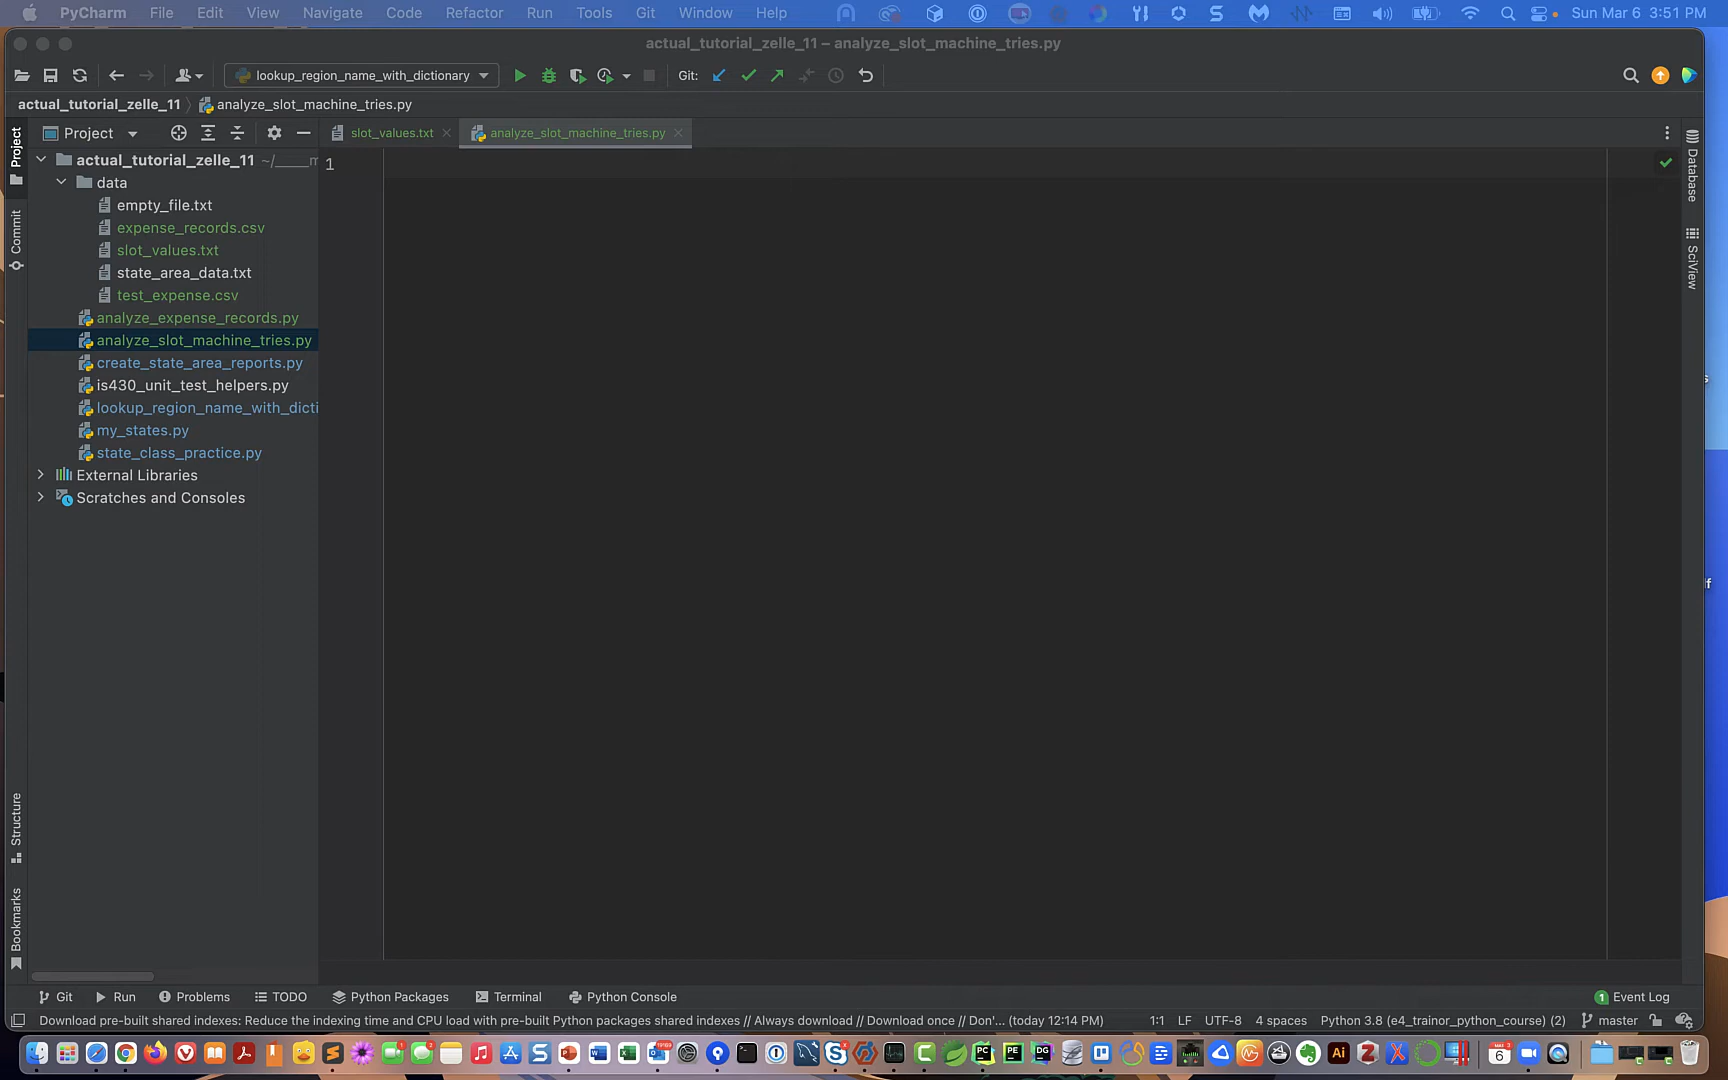 PyCharm File Edit View Navigate Code Refactor Run Tools Git Window Help Sun Mar 6 3:51 PM
actual_tutorial_zelle_11 – analyze_slot_machine_tries.py
lookup_region_name_with_dictionary Git:
actual_tutorial_zelle_11 analyze_slot_machine_tries.py
Project slot_values.txt analyze_slot_machine_tries.py
actual_tutorial_zelle_11 ~/____m
1
data
empty_file.txt
expense_records.csv
slot_values.txt
state_area_data.txt
test_expense.csv
analyze_expense_records.py
analyze_slot_machine_tries.py
create_state_area_reports.py
is430_unit_test_helpers.py
lookup_region_name_with_dicti
my_states.py
state_class_practice.py
External Libraries
Scratches and Consoles
Project
Commit
Structure
Bookmarks
Database
SciView
Git Run Problems TODO Python Packages Terminal Python Console 1 Event Log
Download pre-built shared indexes: Reduce the indexing time and CPU load with pre-built Python packages shared indexes // Always download // Download once // Don'... (today 12:14 PM) 1:1 LF UTF-8 4 spaces Python 3.8 (e4_trainor_python_course) (2) master